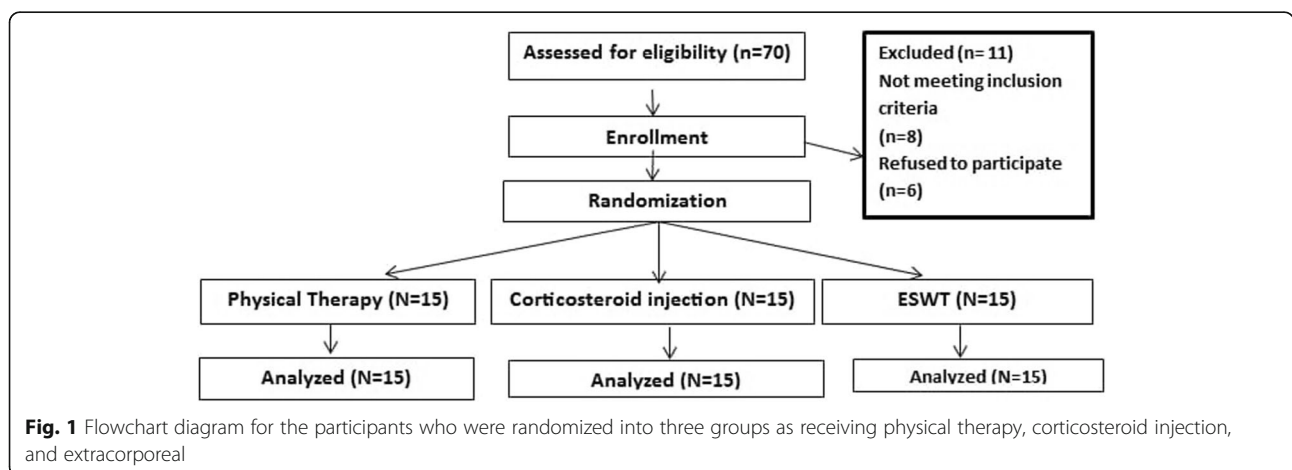 Assessed for eligibility (n=70)
Excluded (n= 11)
Not meeting inclusion
criteria
(n=8)
Refused to participate
(n=6)
Enrollment
Randomization
Physical Therapy (N=15)
Corticosteroid injection (N=15)
ESWT (N=15)
Analyzed (N=15)
Analyzed (N=15)
Analyzed (N=15)
Fig. 1 Flowchart diagram for the participants who were randomized into three groups as receiving physical therapy, corticosteroid injection,
and extracorporeal